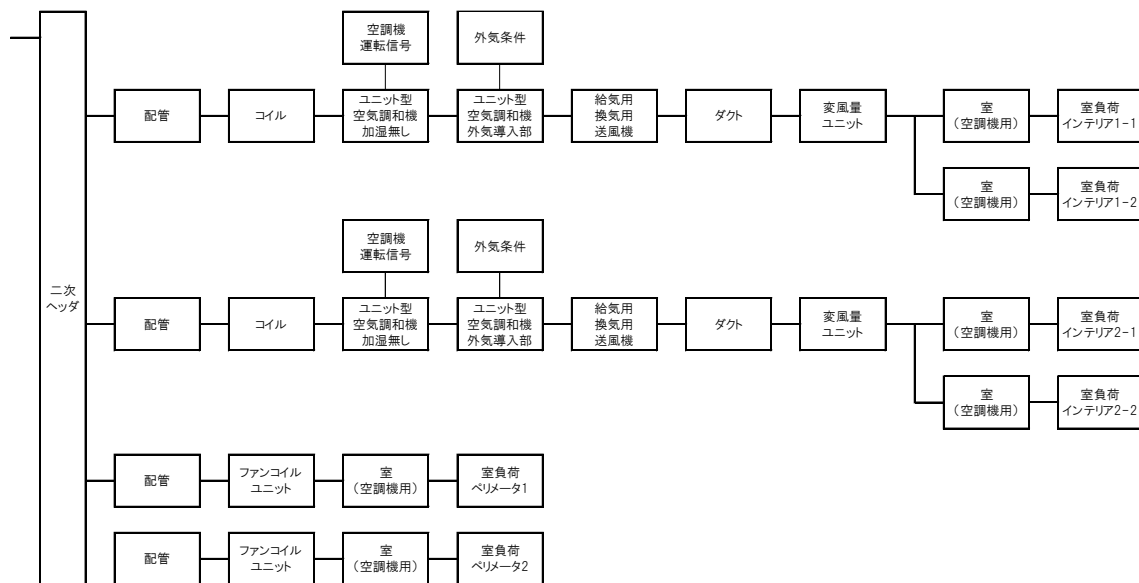 空調機
運転信号
外気条件
配管
コイル
ユニット型
空気調和機
加湿無し
ユニット型
空気調和機
外気導入部
給気用
換気用
送風機
ダクト
変風量
ユニット
室
(空調機用)
室負荷
インテリア1-1
室
(空調機用)
室負荷
インテリア1-2
空調機
運転信号
外気条件
二次
ヘッダ
配管
コイル
ユニット型
空気調和機
加湿無し
ユニット型
空気調和機
外気導入部
給気用
換気用
送風機
ダクト
変風量
ユニット
室
(空調機用)
室負荷
インテリア2-1
室
(空調機用)
室負荷
インテリア2-2
配管
ファンコイル
ユニット
室
(空調機用)
室負荷
ペリメータ1
配管
ファンコイル
ユニット
室
(空調機用)
室負荷
ペリメータ2